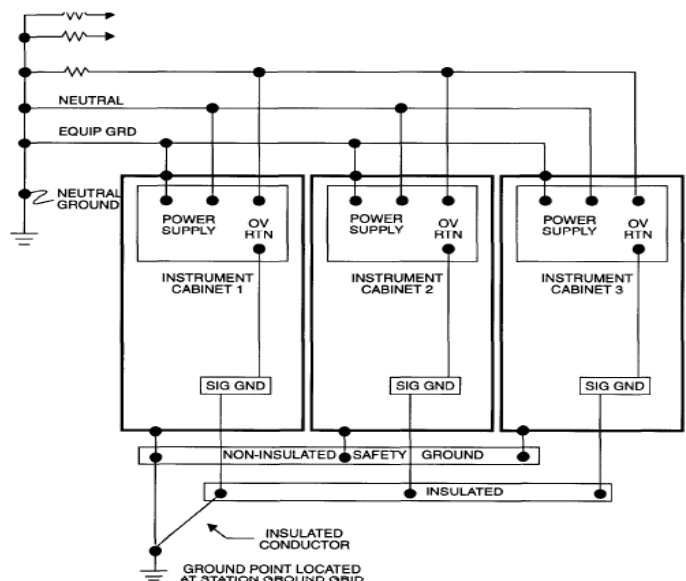 NEUTRAL
EQUIP GRD
NEUTRAL
GROUND
POWER
SUPPLY
OV
RTN
INSTRUMENT
CABINET 1
SIG GND
POWER
SUPPLY
OV
RTN
INSTRUMENT
CABINET 2
SIG GND
POWER
SUPPLY
OV
RTN
INSTRUMENT
CABINET 3
SIG GND
NON-INSULATED SAFETY GROUND
INSULATED
INSULATED
CONDUCTOR
GROUND POINT LOCATED
AT STATION GROUND GRID